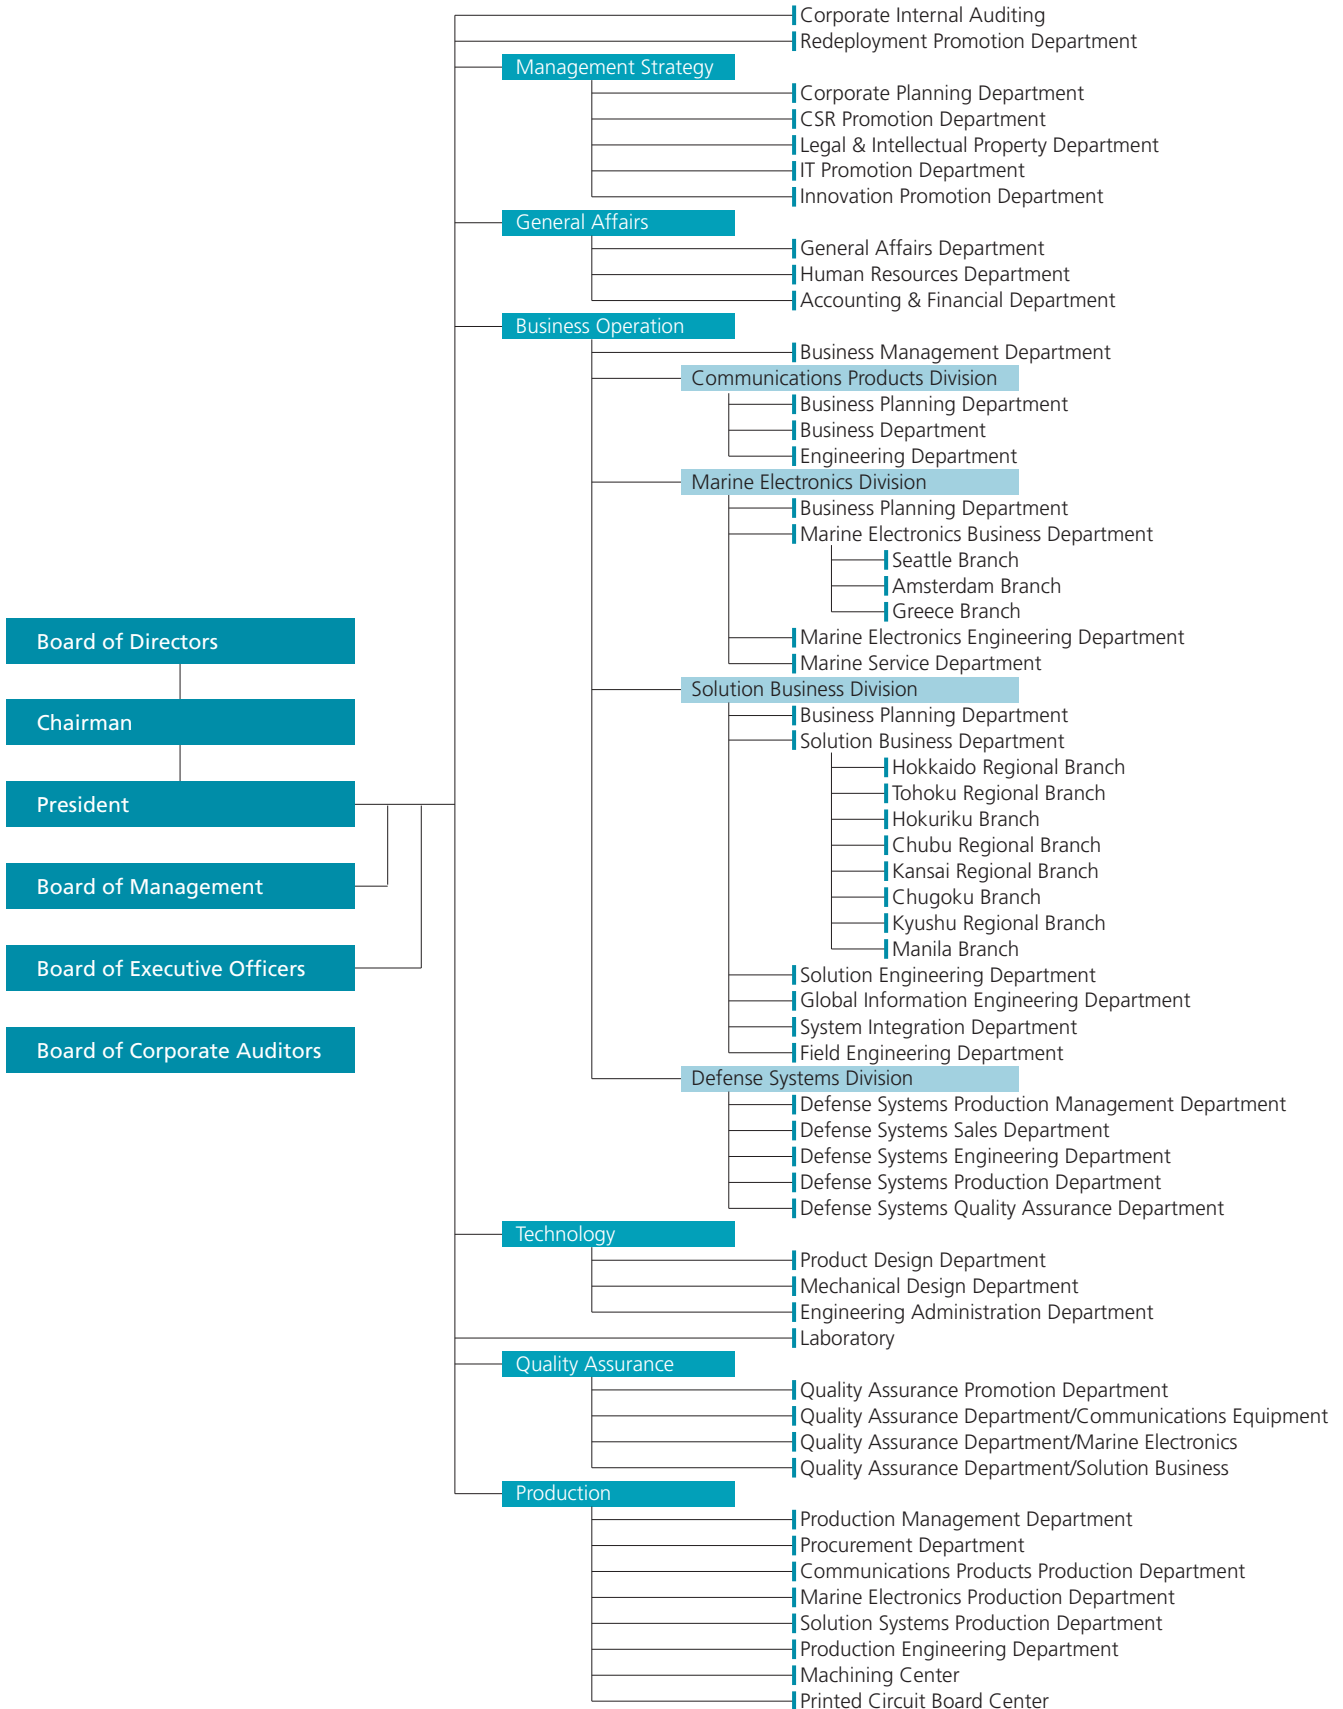 Board of Directors
Chairman
President
Board of Management
Board of Executive Officers
Board of Corporate Auditors
Corporate Internal Auditing
Redeployment Promotion Department
Management Strategy
Corporate Planning Department
CSR Promotion Department
Legal & Intellectual Property Department
IT Promotion Department
Innovation Promotion Department
General Affairs
General Affairs Department
Human Resources Department
Accounting & Financial Department
Business Operation
Business Management Department
Communications Products Division
Business Planning Department
Business Department
Engineering Department
Marine Electronics Division
Business Planning Department
Marine Electronics Business Department
Seattle Branch
Amsterdam Branch
Greece Branch
Marine Electronics Engineering Department
Marine Service Department
Solution Business Division
Business Planning Department
Solution Business Department
Hokkaido Regional Branch
Tohoku Regional Branch
Hokuriku Branch
Chubu Regional Branch
Kansai Regional Branch
Chugoku Branch
Kyushu Regional Branch
Manila Branch
Solution Engineering Department
Global Information Engineering Department
System Integration Department
Field Engineering Department
Defense Systems Division
Defense Systems Production Management Department
Defense Systems Sales Department
Defense Systems Engineering Department
Defense Systems Production Department
Defense Systems Quality Assurance Department
Technology
Product Design Department
Mechanical Design Department
Engineering Administration Department
Laboratory
Quality Assurance
Quality Assurance Promotion Department
Quality Assurance Department/Communications Equipment
Quality Assurance Department/Marine Electronics
Quality Assurance Department/Solution Business
Production
Production Management Department
Procurement Department
Communications Products Production Department
Marine Electronics Production Department
Solution Systems Production Department
Production Engineering Department
Machining Center
Printed Circuit Board Center